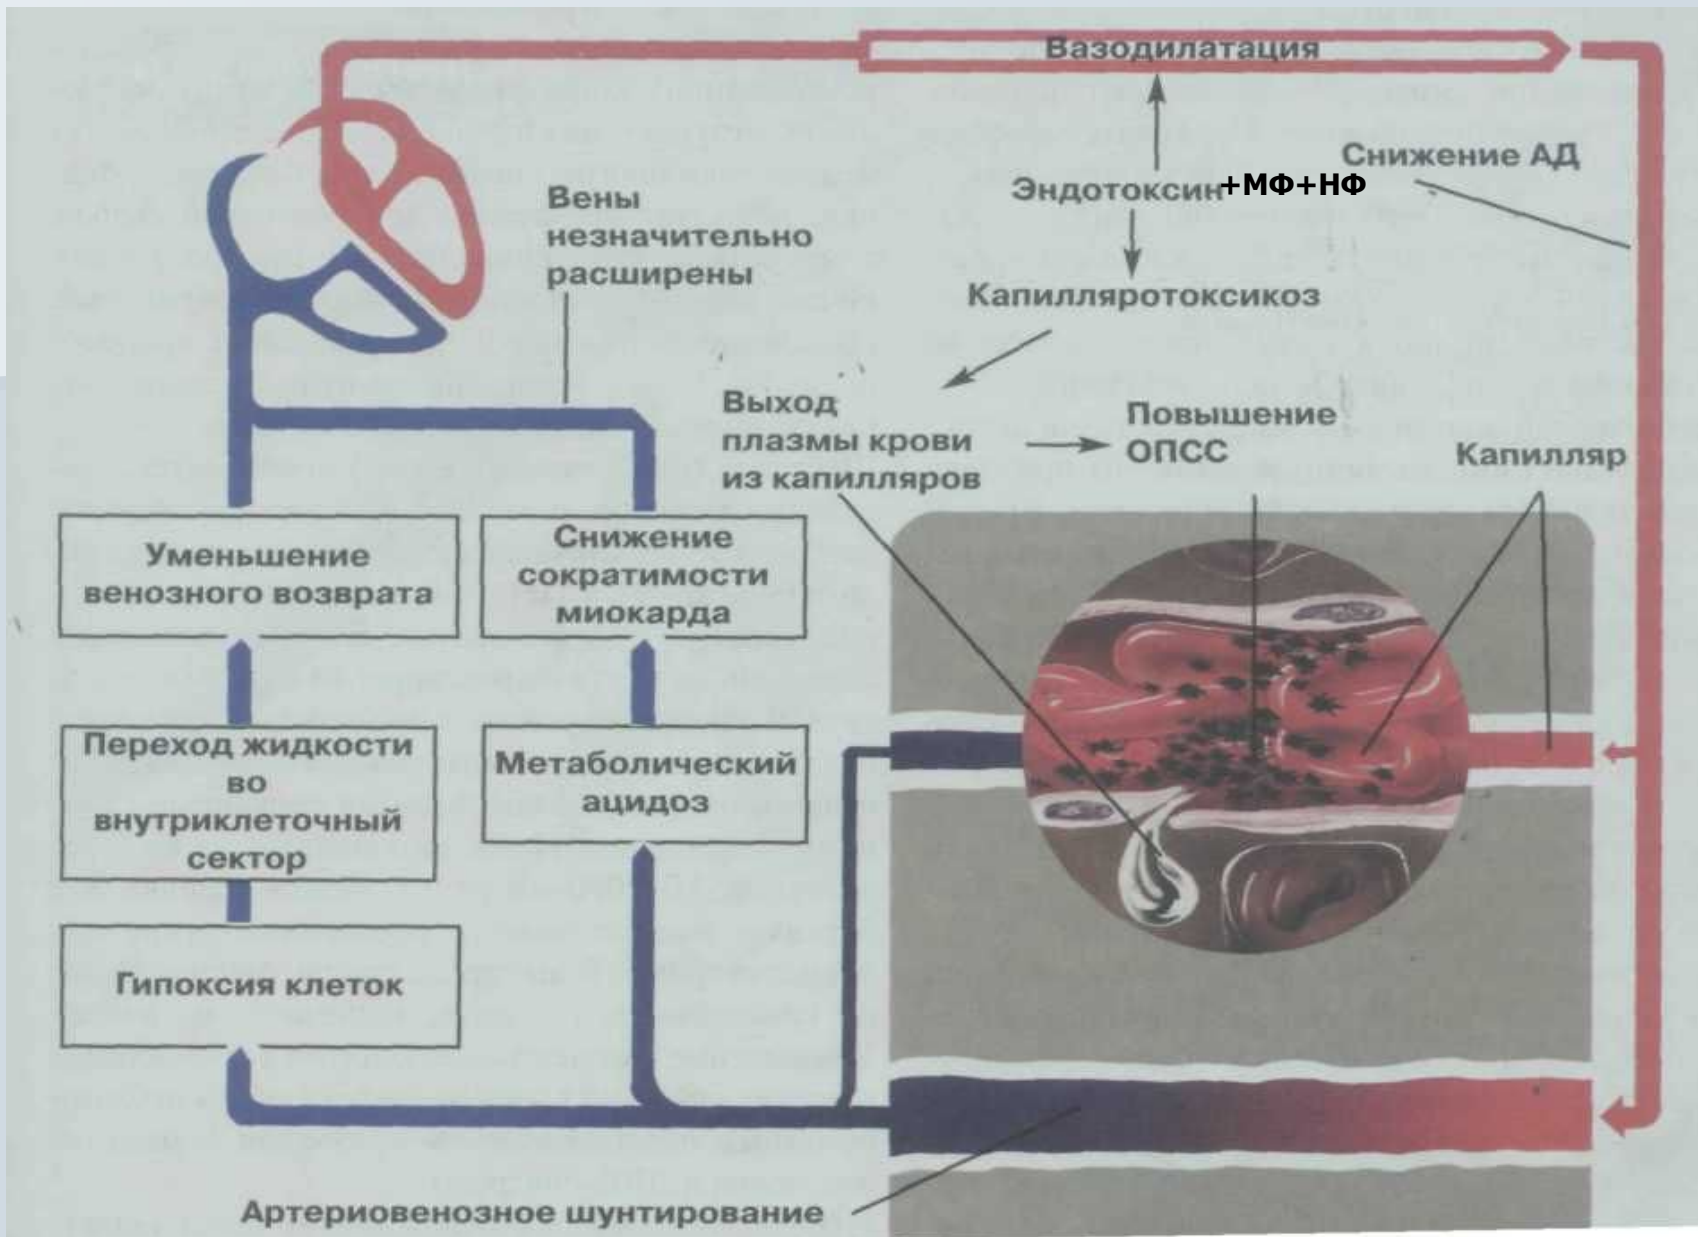 Вазодилатация
Снижение АД
Эндотоксин+МФ+НФ
Вены
незначительно
расширены
Капилляротоксикоз
Выход
плазмы крови
из капилляров
Повышение
ОПСС
Капилляр
Уменьшение
венозного возврата
Снижение
сократимости
миокарда
Переход жидкости
во
внутриклеточный
сектор
Метаболический
ацидоз
Гипоксия клеток
Артериовенозное шунтирование